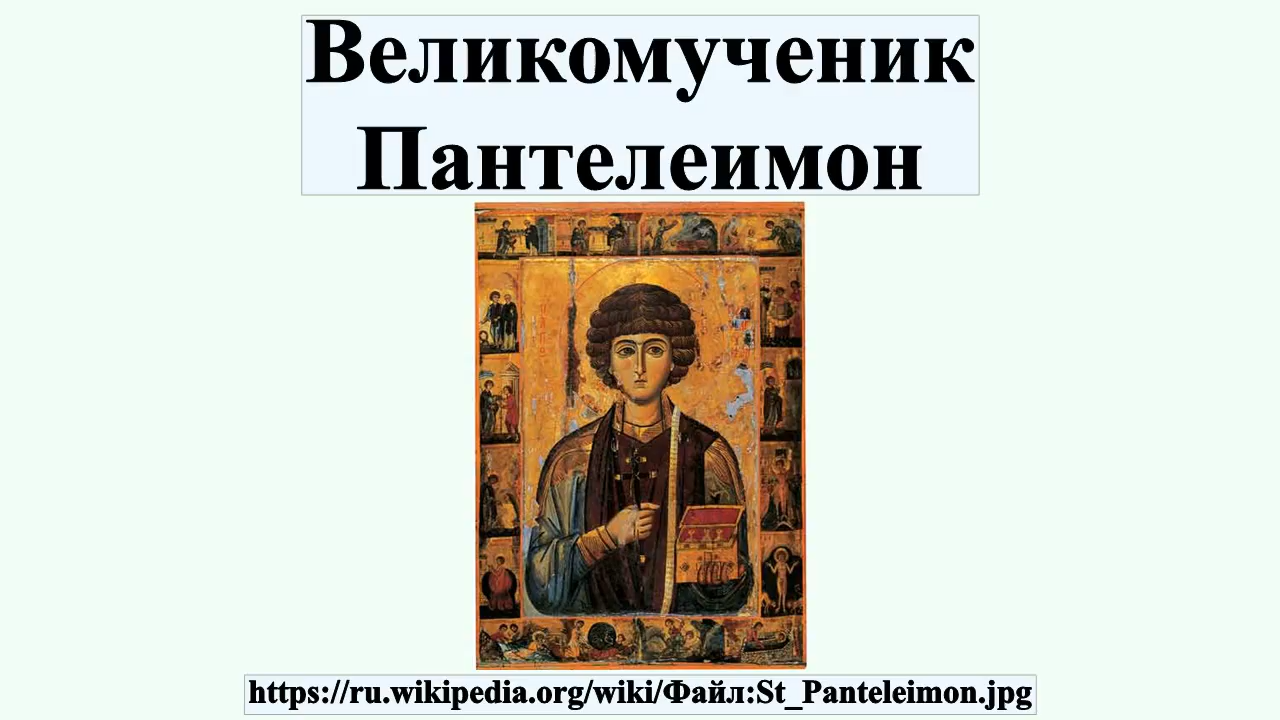 Великомученик
Пантелеимон
https://ru.wikipedia.org/wiki/Файл:St_Panteleimon.jpg